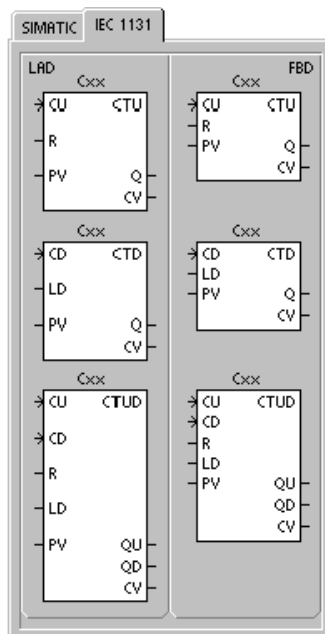 SIMATIC IEC 1131
LAD
Cxx
CU CTU
R
PV Q
CV
Cxx
CD CTD
LD
PV Q
CV
Cxx
CU CTUD
CD
R
LD
PV QU
QD
CV
FBD
Cxx
CU CTU
R
PV Q
CV
Cxx
CD CTD
LD
PV Q
CV
Cxx
CU CTUD
CD
R
LD
PV QU
QD
CV